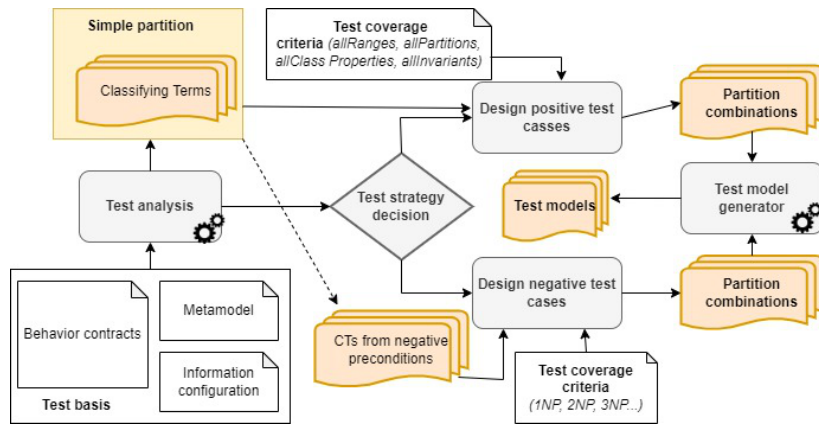 Simple partition
Classifying Terms
Test coverage
criteria (allRanges, allPartitions,
allClass Properties, allInvariants)
Design positive test
casses
Partition
combinations
Test analysis
Test strategy
decision
Test models
Test model
generator
Behavior contracts
Metamodel
Information
configuration
Test basis
CTs from negative
preconditions
Design negative test
cases
Partition
combinations
Test coverage
criteria
(1NP, 2NP, 3NP...)